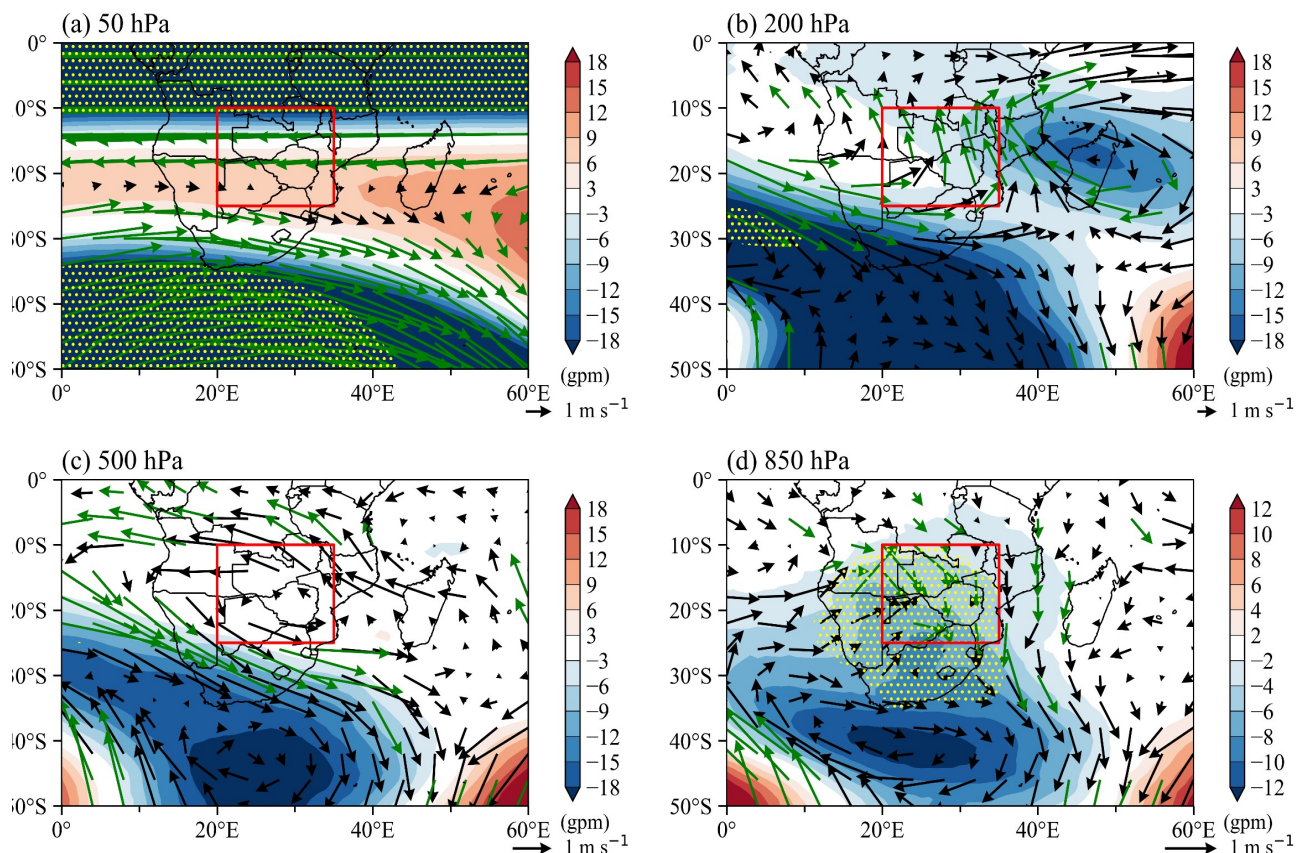 (a) 50 hPa
0°
10°S
20°S
30°S
40°S
50°S
0°
20°E
40°E
60°E
18
15
12
9
6
3
−3
−6
−9
−12
−15
−18
(gpm)
1 m s⁻¹
(b) 200 hPa
0°
10°S
20°S
30°S
40°S
50°S
0°
20°E
40°E
60°E
18
15
12
9
6
3
−3
−6
−9
−12
−15
−18
(gpm)
1 m s⁻¹
(c) 500 hPa
0°
10°S
20°S
30°S
40°S
50°S
0°
20°E
40°E
60°E
18
15
12
9
6
3
−3
−6
−9
−12
−15
−18
(gpm)
1 m s⁻¹
(d) 850 hPa
0°
10°S
20°S
30°S
40°S
50°S
0°
20°E
40°E
60°E
12
10
8
6
4
2
−2
−4
−6
−8
−10
−12
(gpm)
1 m s⁻¹